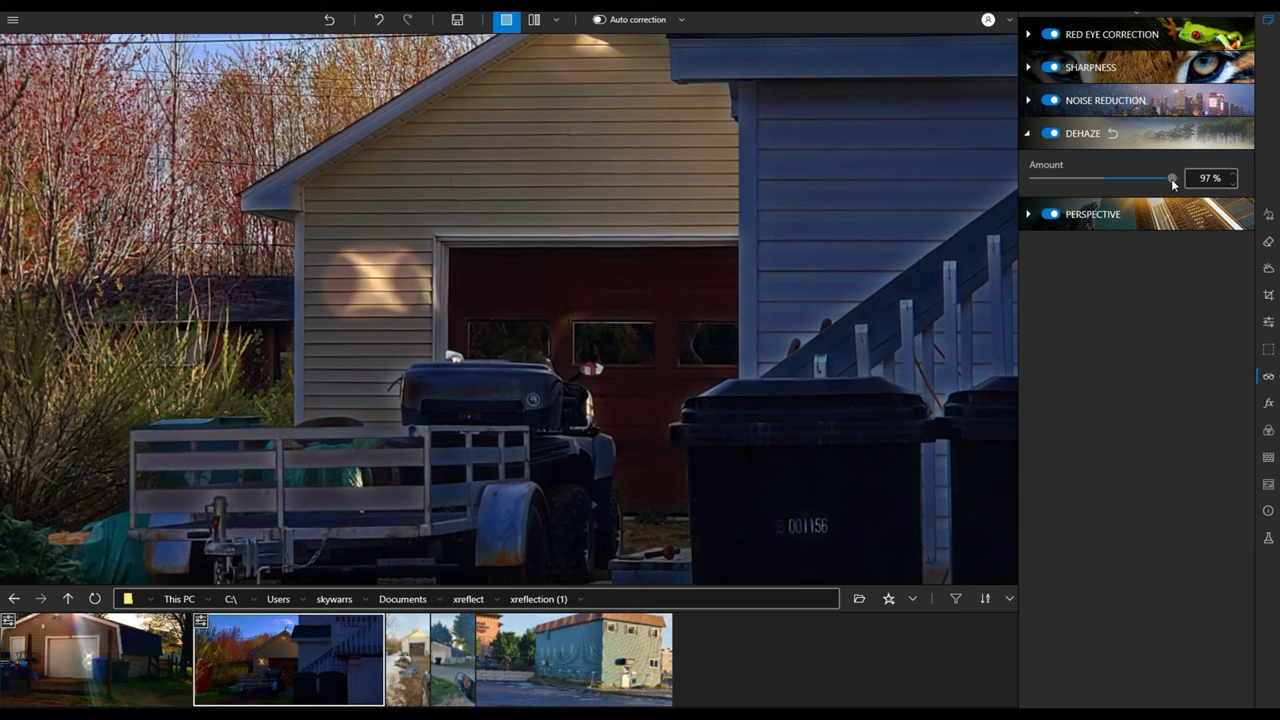 Auto correction
RED EYE CORRECTION
SHARPNESS
NOISE REDUCTION
DEHAZE
Amount
97 %
PERSPECTIVE
001156
This PC
C:\
Users
skywarrs
Documents
xreflect
xreflection (1)